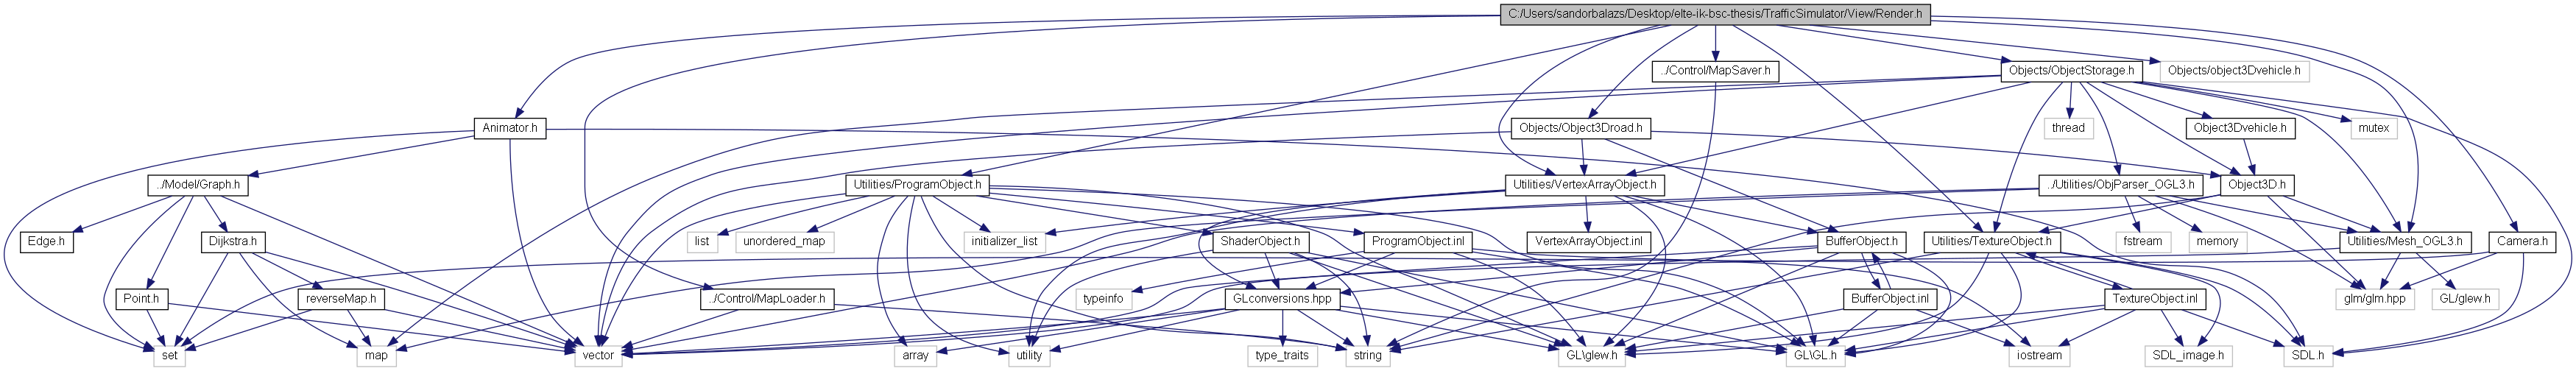 C:/Users/sandorbalazs/Desktop/elte-ik-bsc-thesis/TrafficSimulator/View/Render.h
../Control/MapSaver.h
Objects/ObjectStorage.h
Objects/object3Dvehicle.h
Animator.h
Objects/Object3Droad.h
thread
Object3Dvehicle.h
mutex
../Model/Graph.h
Utilities/ProgramObject.h
Utilities/VertexArrayObject.h
../Utilities/ObjParser_OGL3.h
Object3D.h
Edge.h
Dijkstra.h
list
unordered_map
initializer_list
ShaderObject.h
ProgramObject.inl
VertexArrayObject.inl
BufferObject.h
Utilities/TextureObject.h
fstream
memory
Utilities/Mesh_OGL3.h
Camera.h
Point.h
reverseMap.h
../Control/MapLoader.h
typeinfo
GLconversions.hpp
BufferObject.inl
TextureObject.inl
glm/glm.hpp
GL/glew.h
set
map
vector
array
utility
type_traits
string
GL\glew.h
GL\GL.h
iostream
SDL_image.h
SDL.h